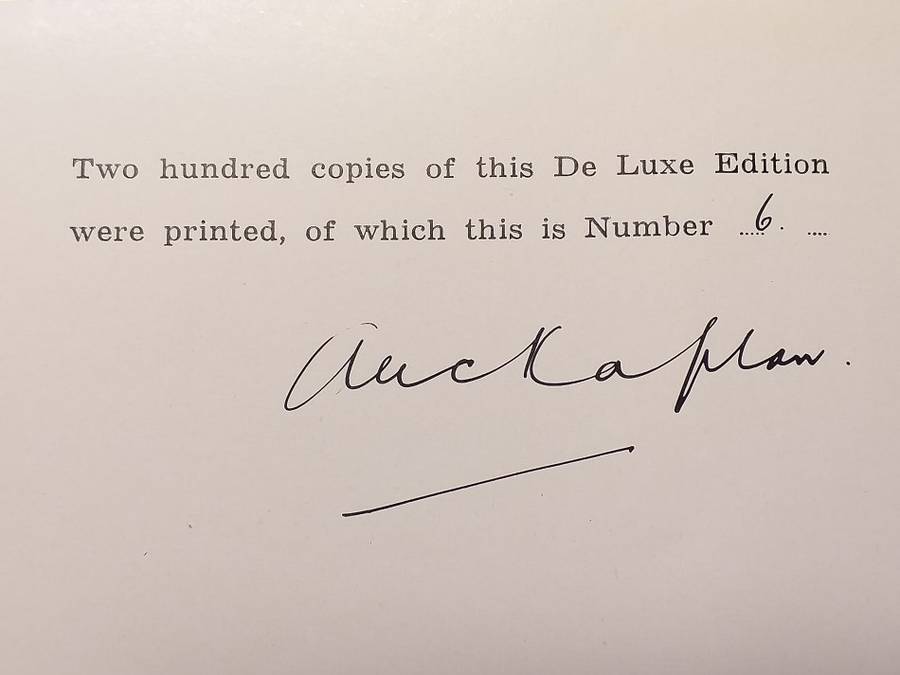 Two hundred copies of this De Luxe Edition
were printed, of which this is Number ....6. ....
Kaplan.